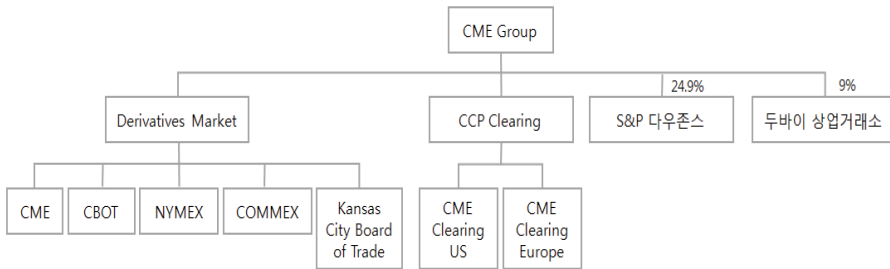 CME Group
24.9%
9%
Derivatives Market
CCP Clearing
S&P 다우존스
두바이 상업거래소
CME
CBOT
NYMEX
COMMEX
Kansas
City Board
of Trade
CME
Clearing
US
CME
Clearing
Europe